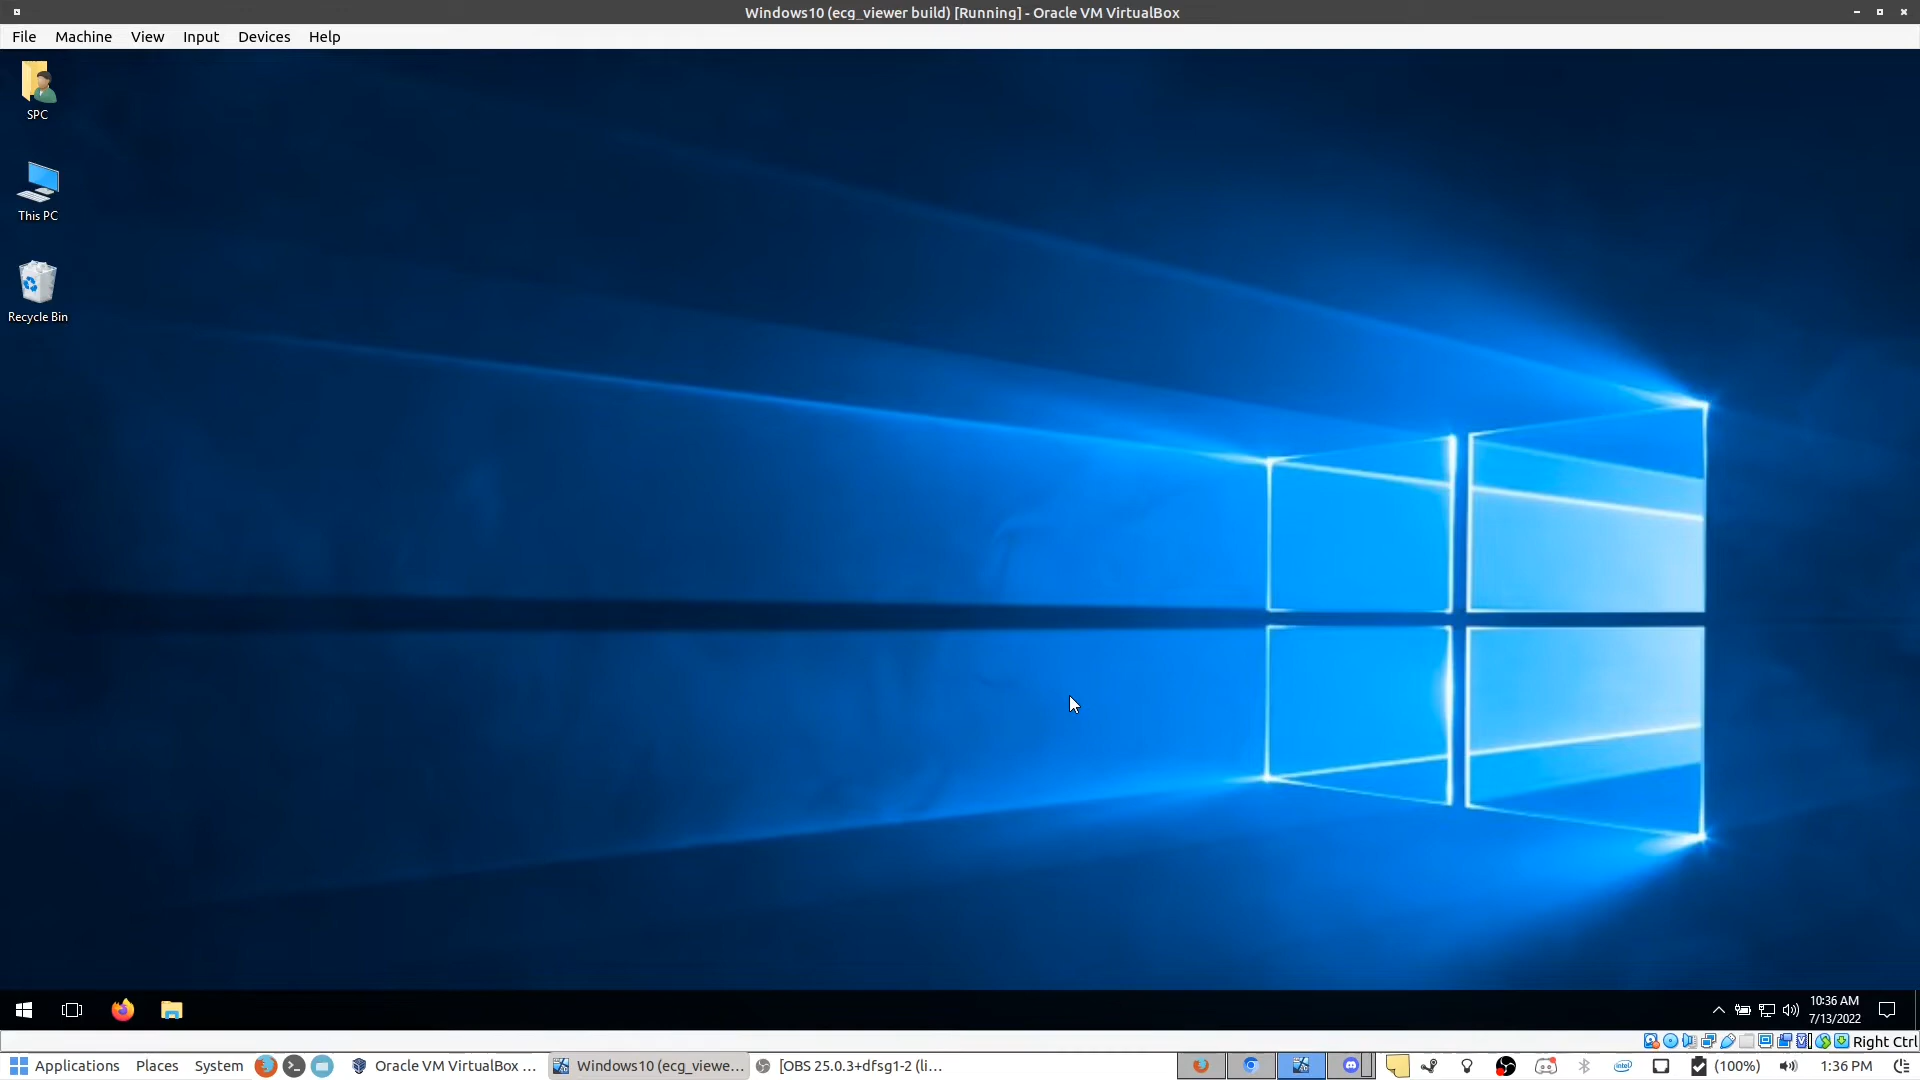 Windows10 (ecg_viewer build) [Running] - Oracle VM VirtualBox
File Machine View Input Devices Help
SPC
This PC
Recycle Bin
10:36 AM
7/13/2022
Right Ctrl
Applications Places System Oracle VM VirtualBox ... Windows10 (ecg_viewe... [OBS 25.0.3+dfsg1-2 (li... intel (100%) 1:36 PM